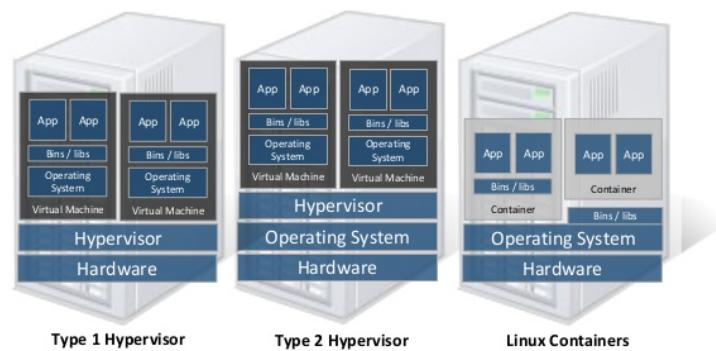 App App App App
Bins / libs Bins / libs
Operating System Operating System
Virtual Machine Virtual Machine
Hypervisor
Hardware
Type 1 Hypervisor
App App App App
Bins / libs Bins / libs
Operating System Operating System
Virtual Machine Virtual Machine
Hypervisor
Operating System
Hardware
Type 2 Hypervisor
App App App App
Bins / libs Container
Container Bins / libs
Operating System
Hardware
Linux Containers